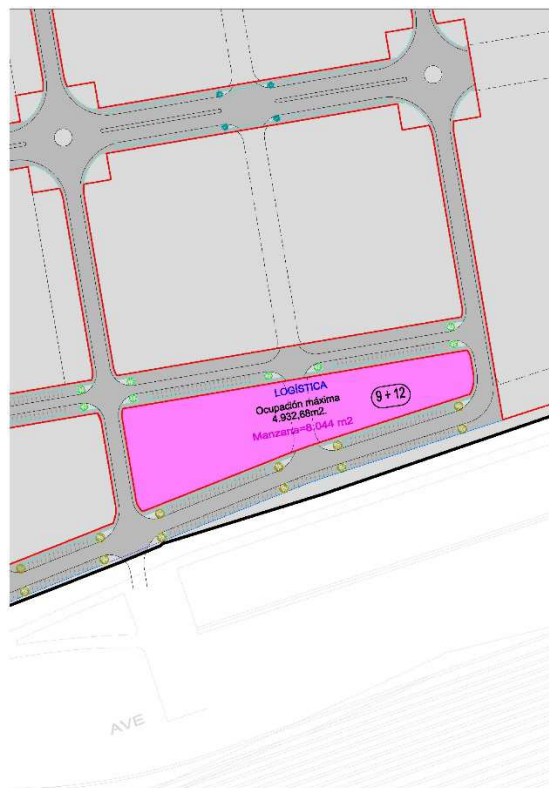 LOGÍSTICA
Ocupación máxima
4.932,68m2.
Manzana=8.044 m2
9 + 12
AVE